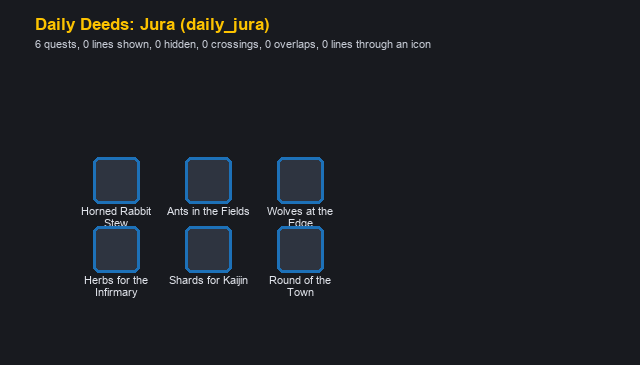 Daily Deeds: Jura (daily_jura)
6 quests, 0 lines shown, 0 hidden, 0 crossings, 0 overlaps, 0 lines through an icon
Horned Rabbit
Stew
Ants in the Fields
Wolves at the
Edge
Herbs for the
Infirmary
Shards for Kaijin
Round of the
Town